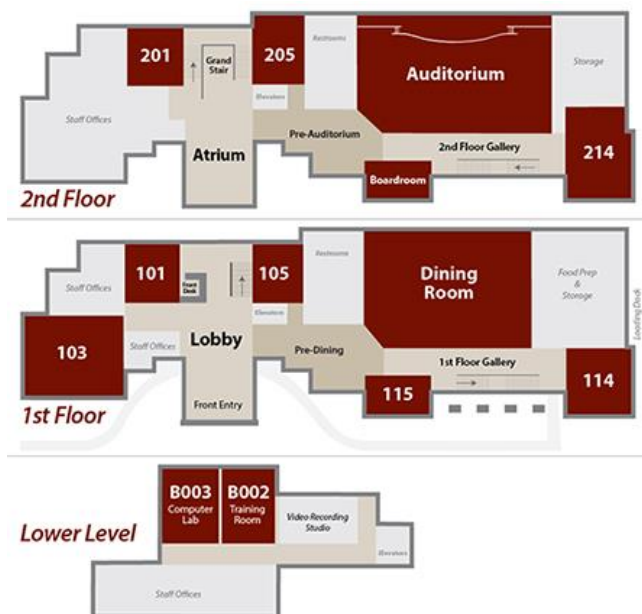 201
Grand
Stair
205
Restrooms
Auditorium
Storage
Staff Offices
Elevators
Pre-Auditorium
Atrium
2nd Floor Gallery
214
Boardroom
2nd Floor
Staff Offices
101
Front
Desk
105
Restrooms
Dining
Room
Food Prep
&
Storage
Loading Dock
103
Staff Offices
Lobby
Elevators
Pre-Dining
1st Floor Gallery
114
115
Front Entry
1st Floor
B003
Computer
Lab
B002
Training
Room
Video Recording
Studio
Lower Level
Elevators
Staff Offices